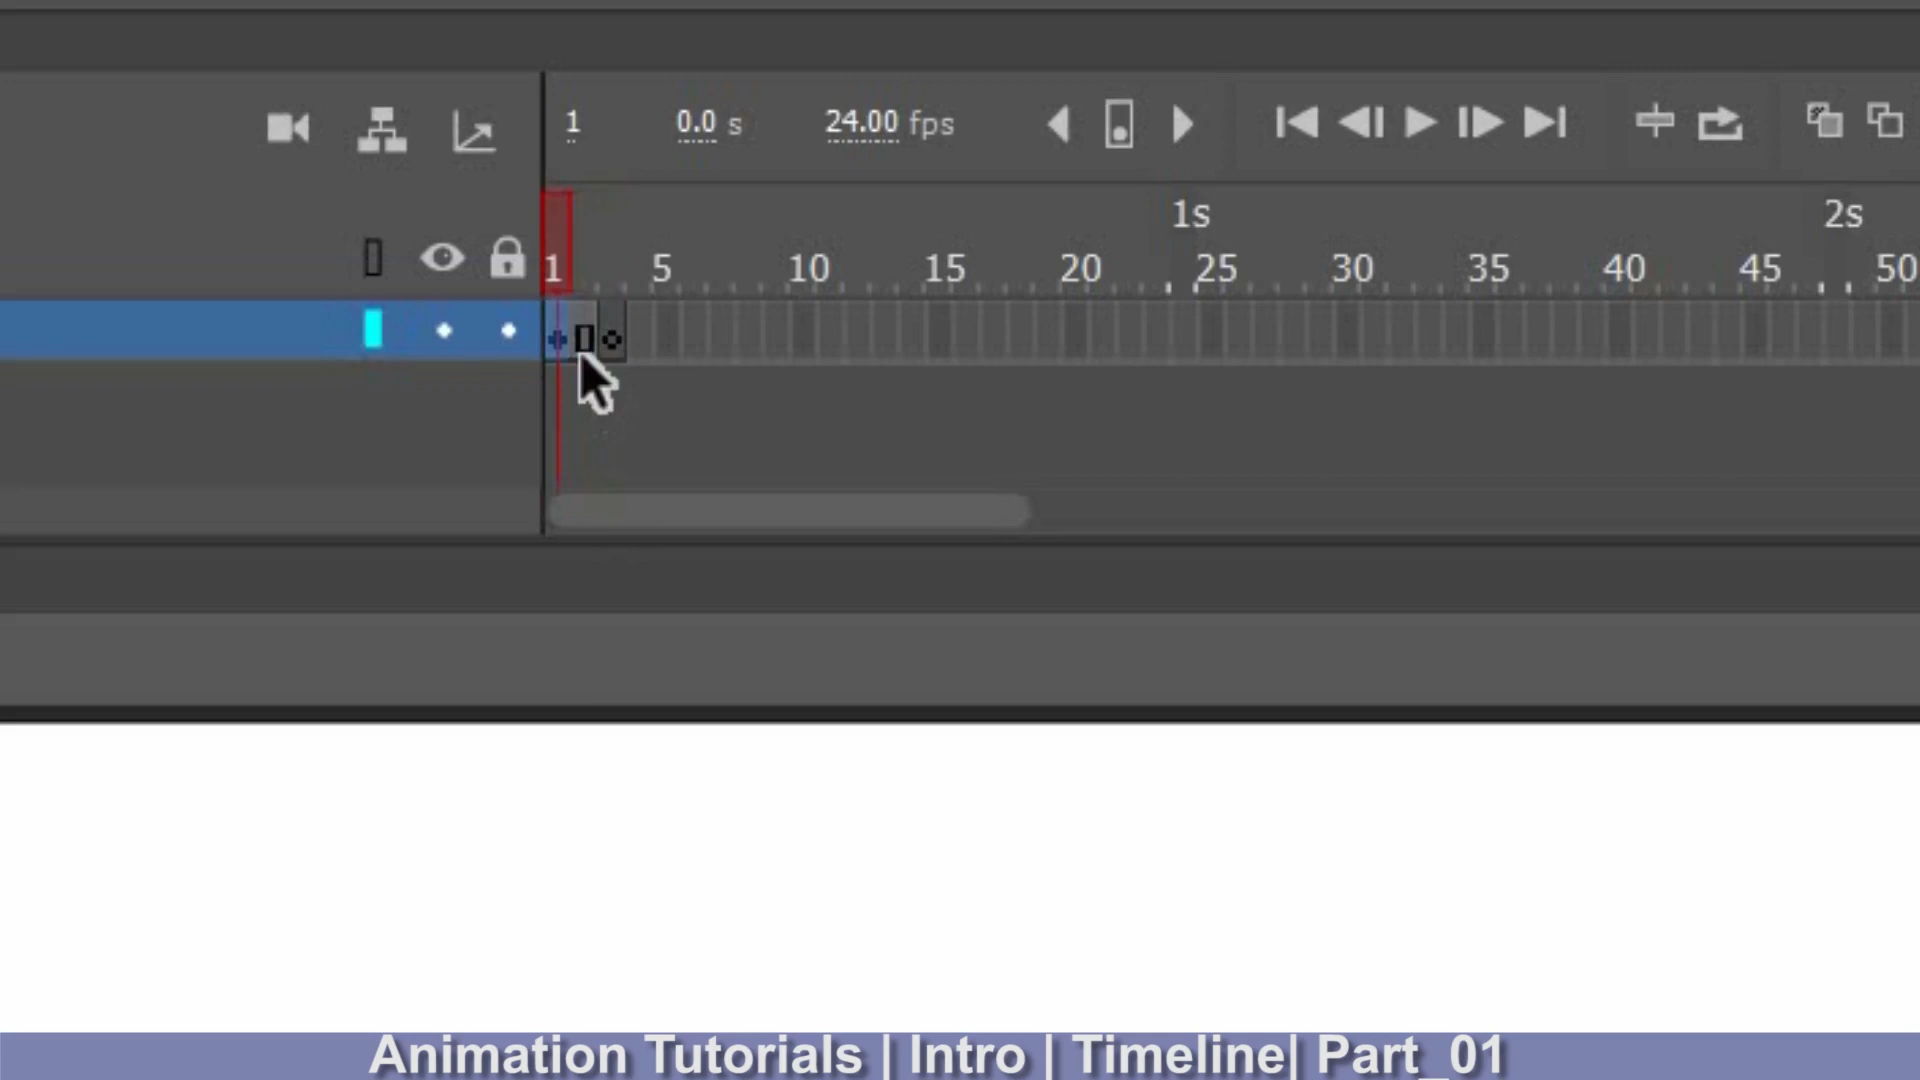 1 0.0 s 24.00 fps
1s 2s
1 5 10 15 20 25 30 35 40 45 50
Animation Tutorials | Intro | Timeline| Part_01